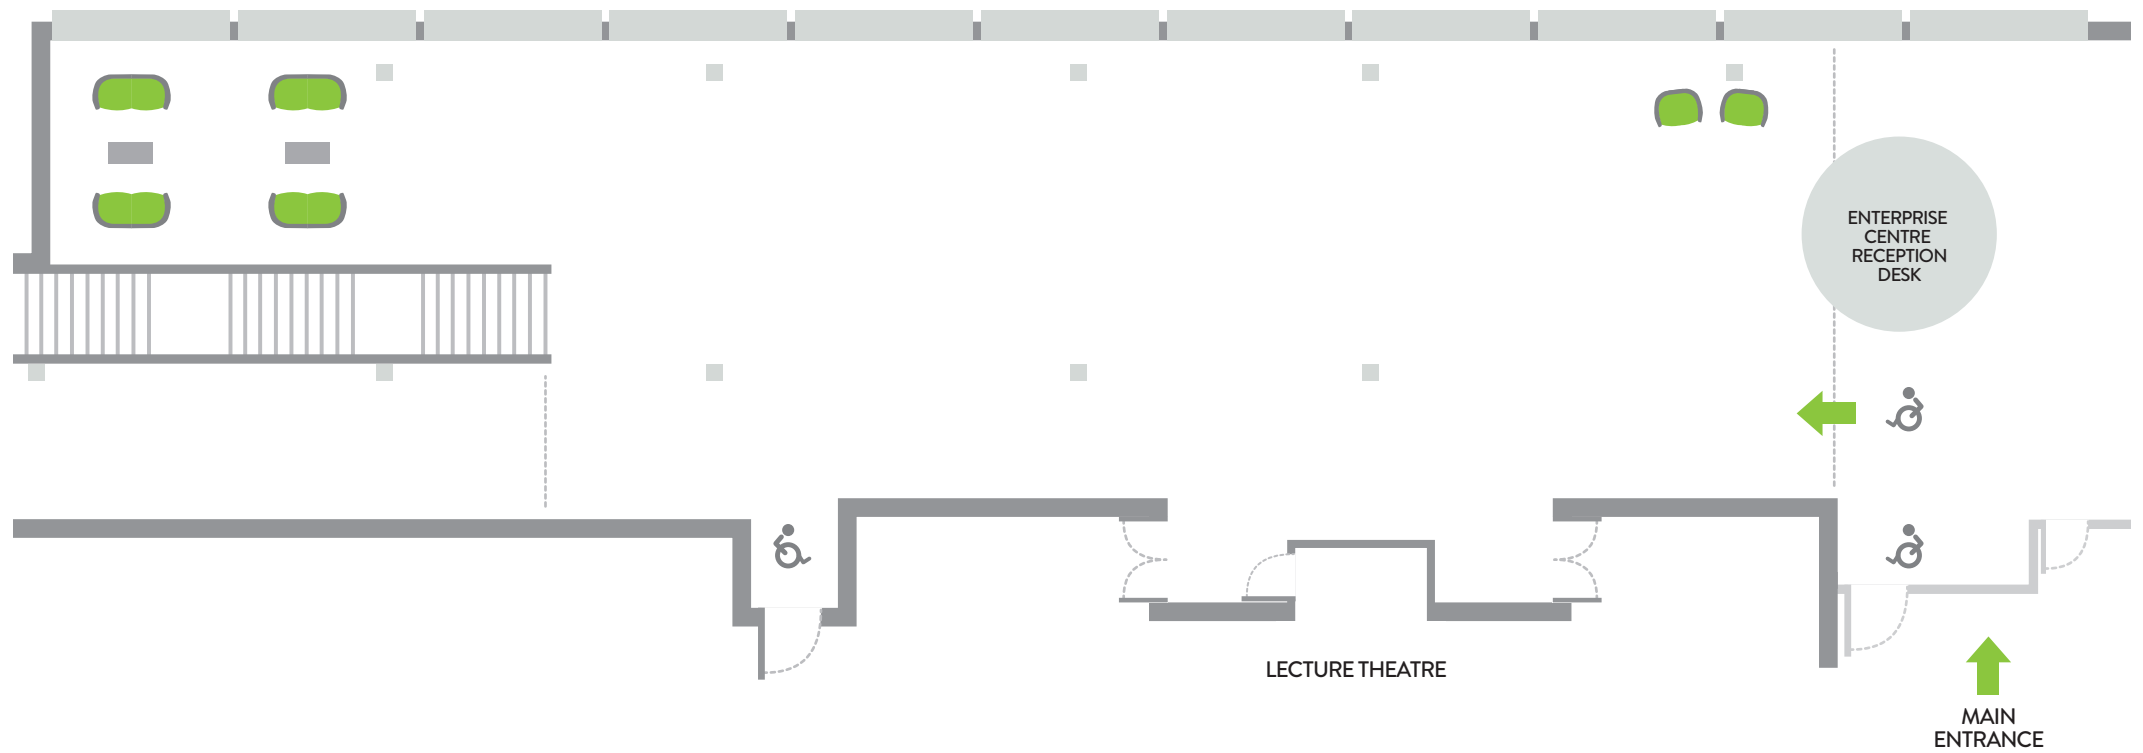 ENTERPRISE
CENTRE
RECEPTION
DESK
LECTURE THEATRE
MAIN
ENTRANCE